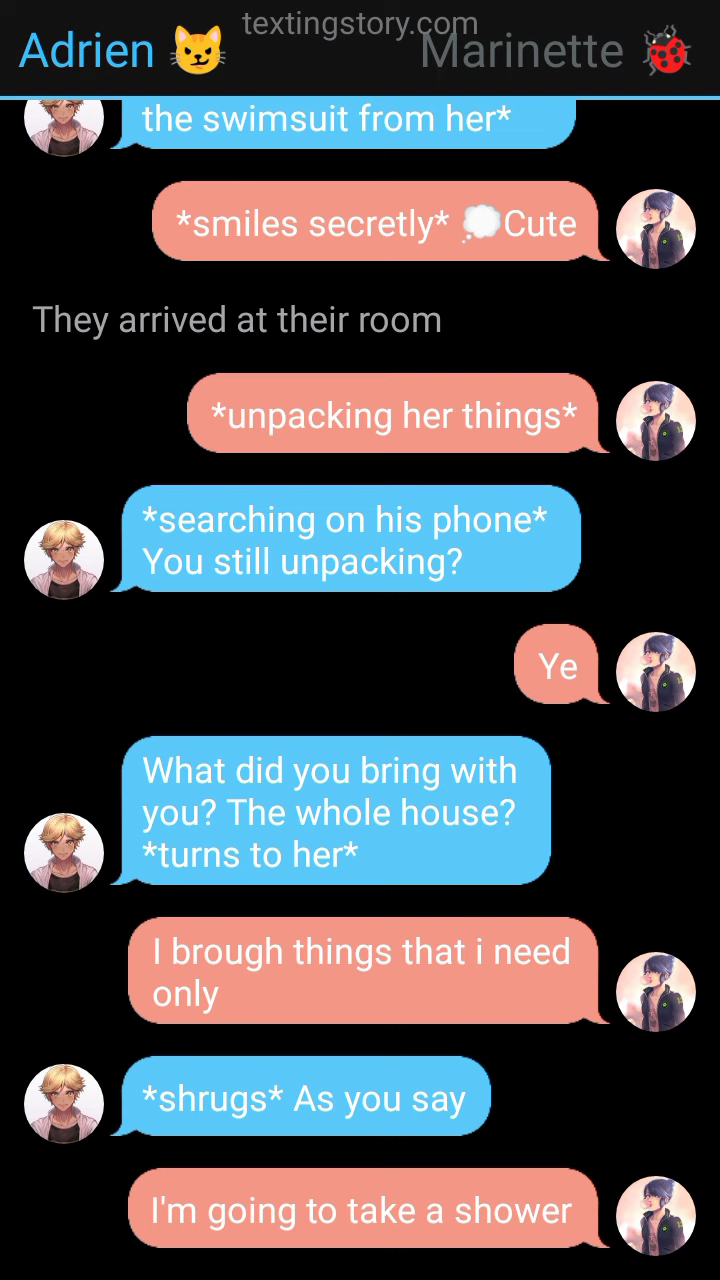 textingstory.com
Adrien 😼 Marinette 🐞
the swimsuit from her*
*smiles secretly* 💭Cute
They arrived at their room
*unpacking her things*
*searching on his phone*
You still unpacking?
Ye
What did you bring with
you? The whole house?
*turns to her*
I brough things that i need
only
*shrugs* As you say
I'm going to take a shower